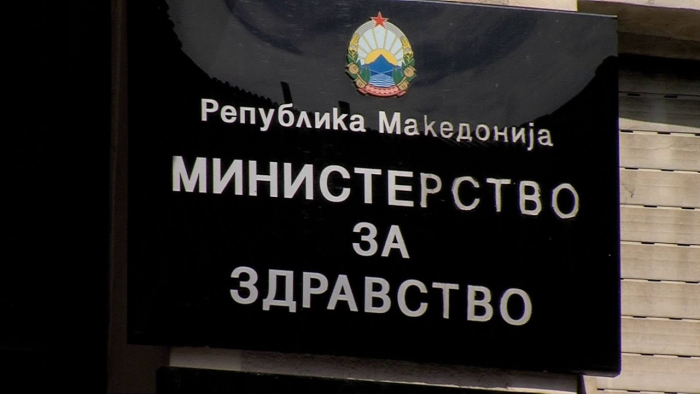 Република Македонија
МИНИСТЕРСТВО
ЗА
ЗДРАВСТВО